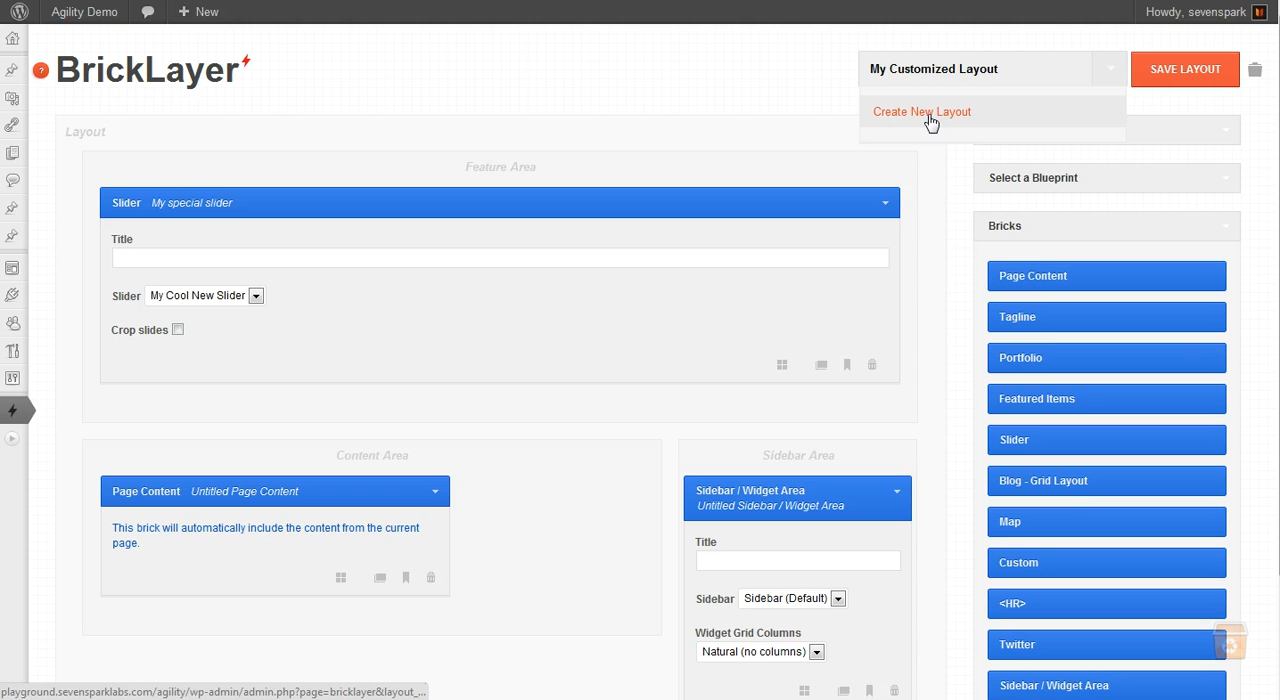 Agility Demo
New
Howdy, sevenspark
BrickLayer
My Customized Layout
SAVE LAYOUT
Create New Layout
Layout
Feature Area
Slider My special slider
Title
Slider My Cool New Slider
Crop slides
Content Area
Page Content Untitled Page Content
This brick will automatically include the content from the current
page.
Sidebar Area
Sidebar / Widget Area
Untitled Sidebar / Widget Area
Title
Sidebar Sidebar (Default)
Widget Grid Columns
Natural (no columns)
Select a Blueprint
Bricks
Page Content
Tagline
Portfolio
Featured Items
Slider
Blog - Grid Layout
Map
Custom
<HR>
Twitter
Sidebar / Widget Area
playground.sevensparklabs.com/agility/wp-admin/admin.php?page=bricklayer&layout_...